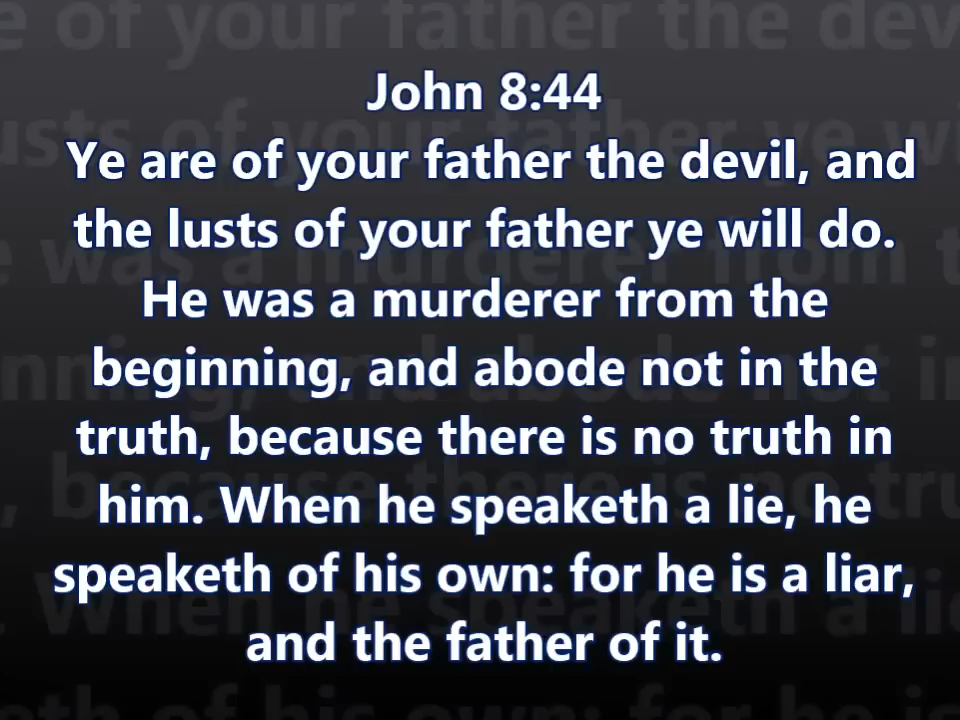 John 8:44
Ye are of your father the devil, and
the lusts of your father ye will do.
He was a murderer from the
beginning, and abode not in the
truth, because there is no truth in
him. When he speaketh a lie, he
speaketh of his own: for he is a liar,
and the father of it.